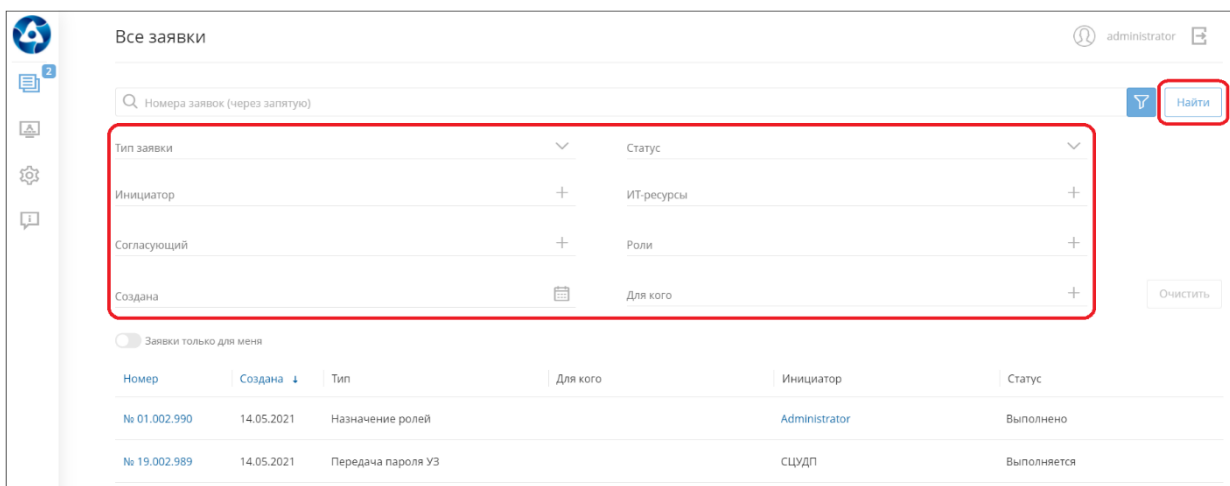 Все заявки
administrator
2
Номера заявок (через запятую)
Найти
Тип заявки
Статус
Инициатор
ИТ-ресурсы
Согласующий
Роли
Создана
Для кого
Очистить
Заявки только для меня
Номер Создана ↓ Тип Для кого Инициатор Статус
№ 01.002.990 14.05.2021 Назначение ролей Administrator Выполнено
№ 19.002.989 14.05.2021 Передача пароля УЗ СЦУДП Выполняется